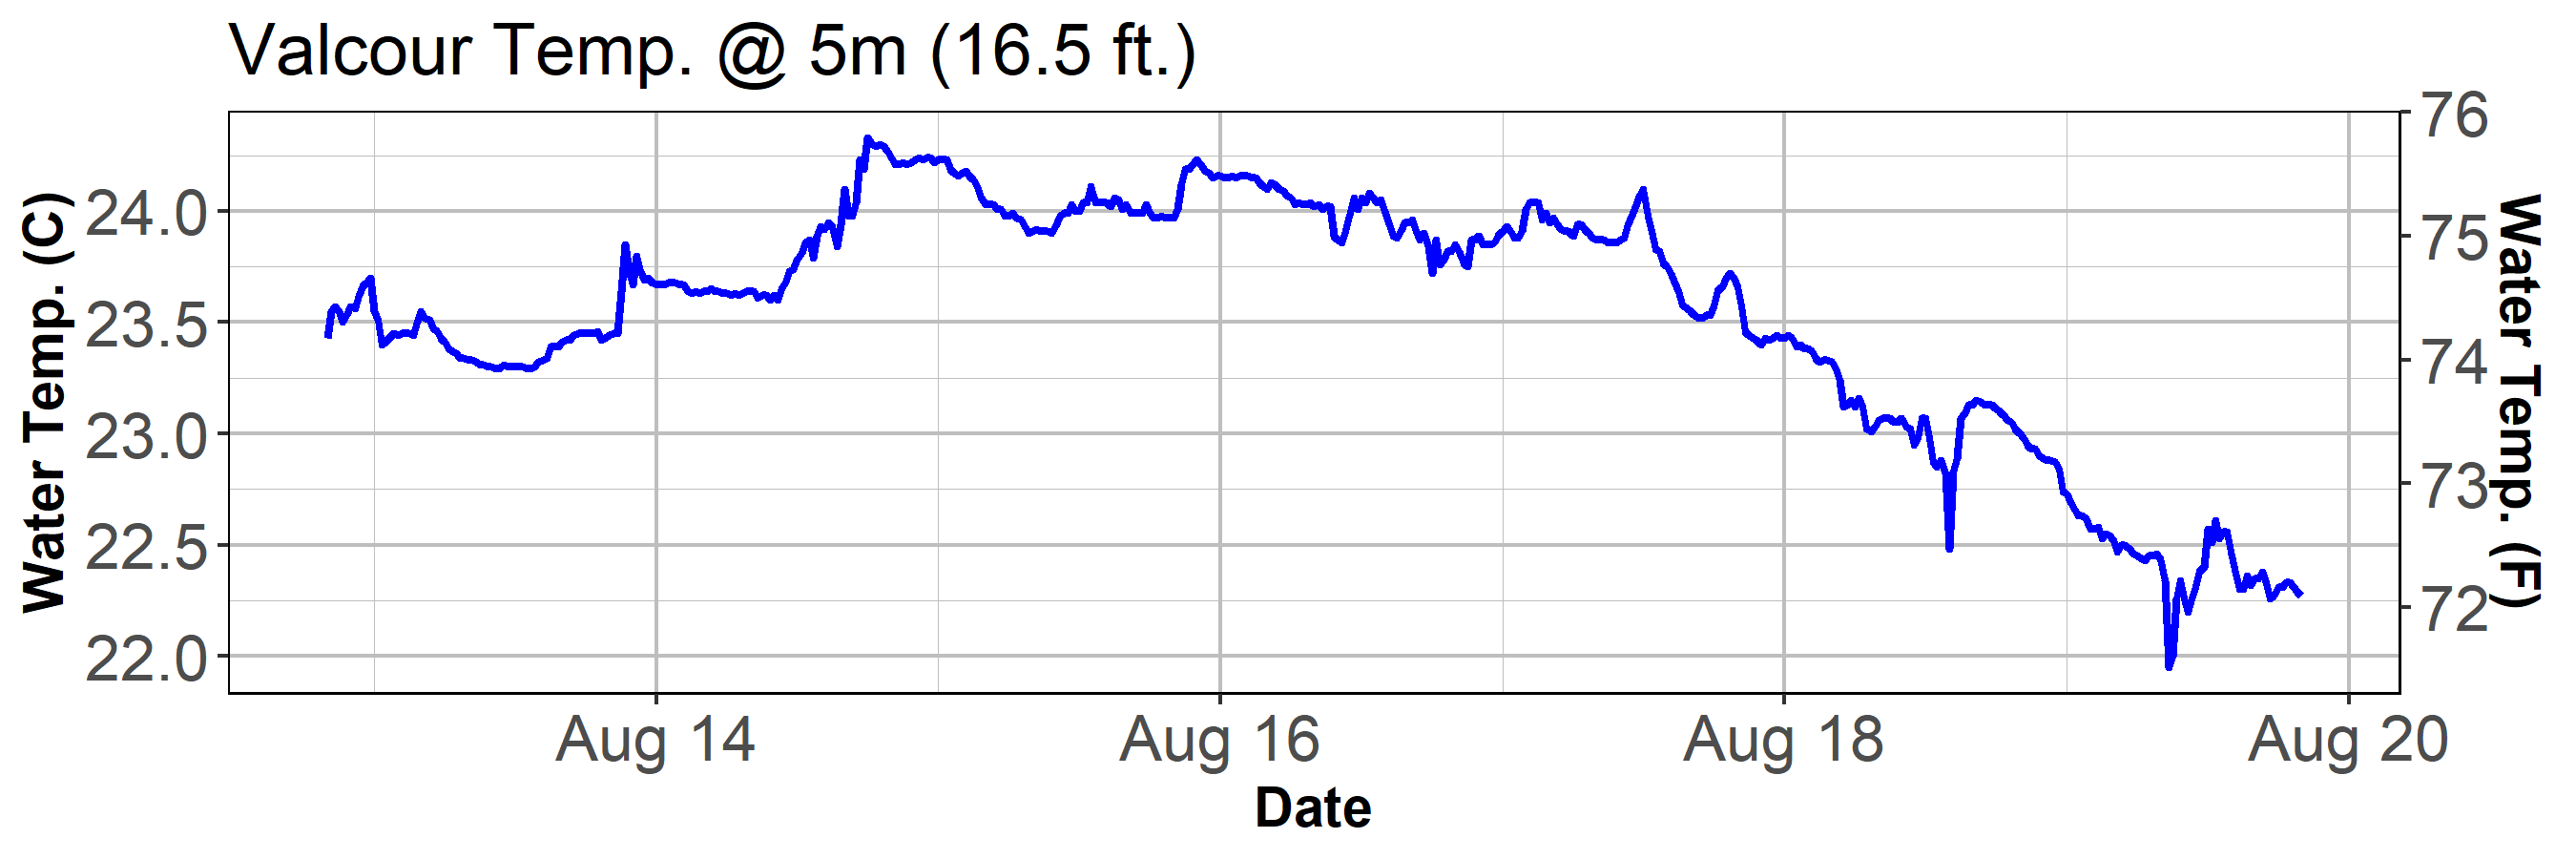 Valcour Temp. @ 5m (16.5 ft.)
Water Temp. (C)
24.0
23.5
23.0
22.5
22.0
76
75
74
73
72
Water Temp. (F)
Aug 14
Aug 16
Aug 18
Aug 20
Date